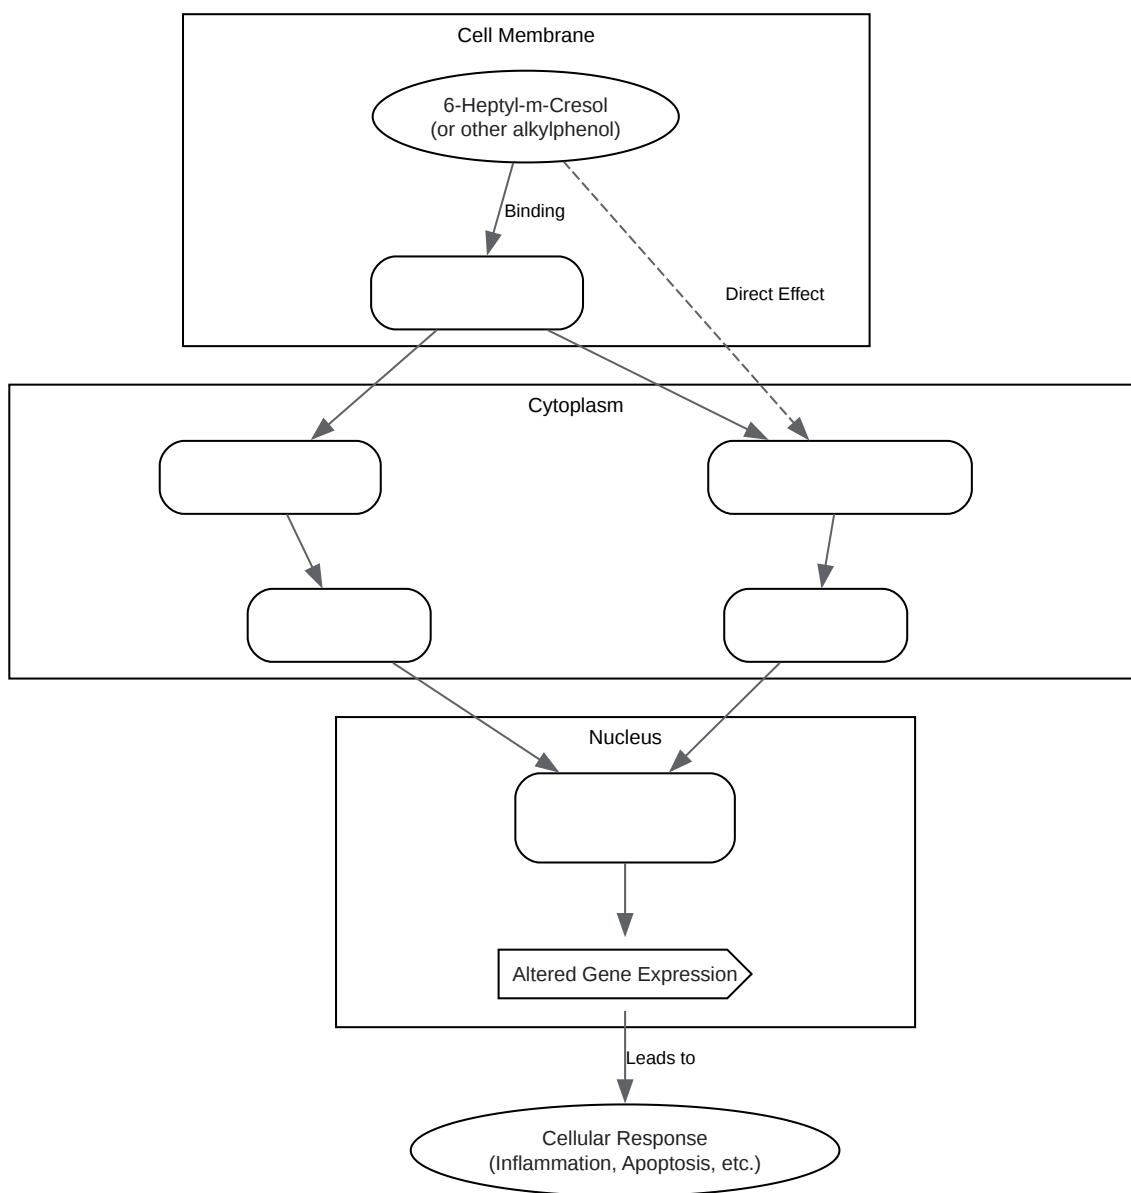 Cell Membrane
6-Heptyl-m-Cresol
(or other alkylphenol)
Binding
Direct Effect
Cytoplasm
Nucleus
Altered Gene Expression
Leads to
Cellular Response
(Inflammation, Apoptosis, etc.)